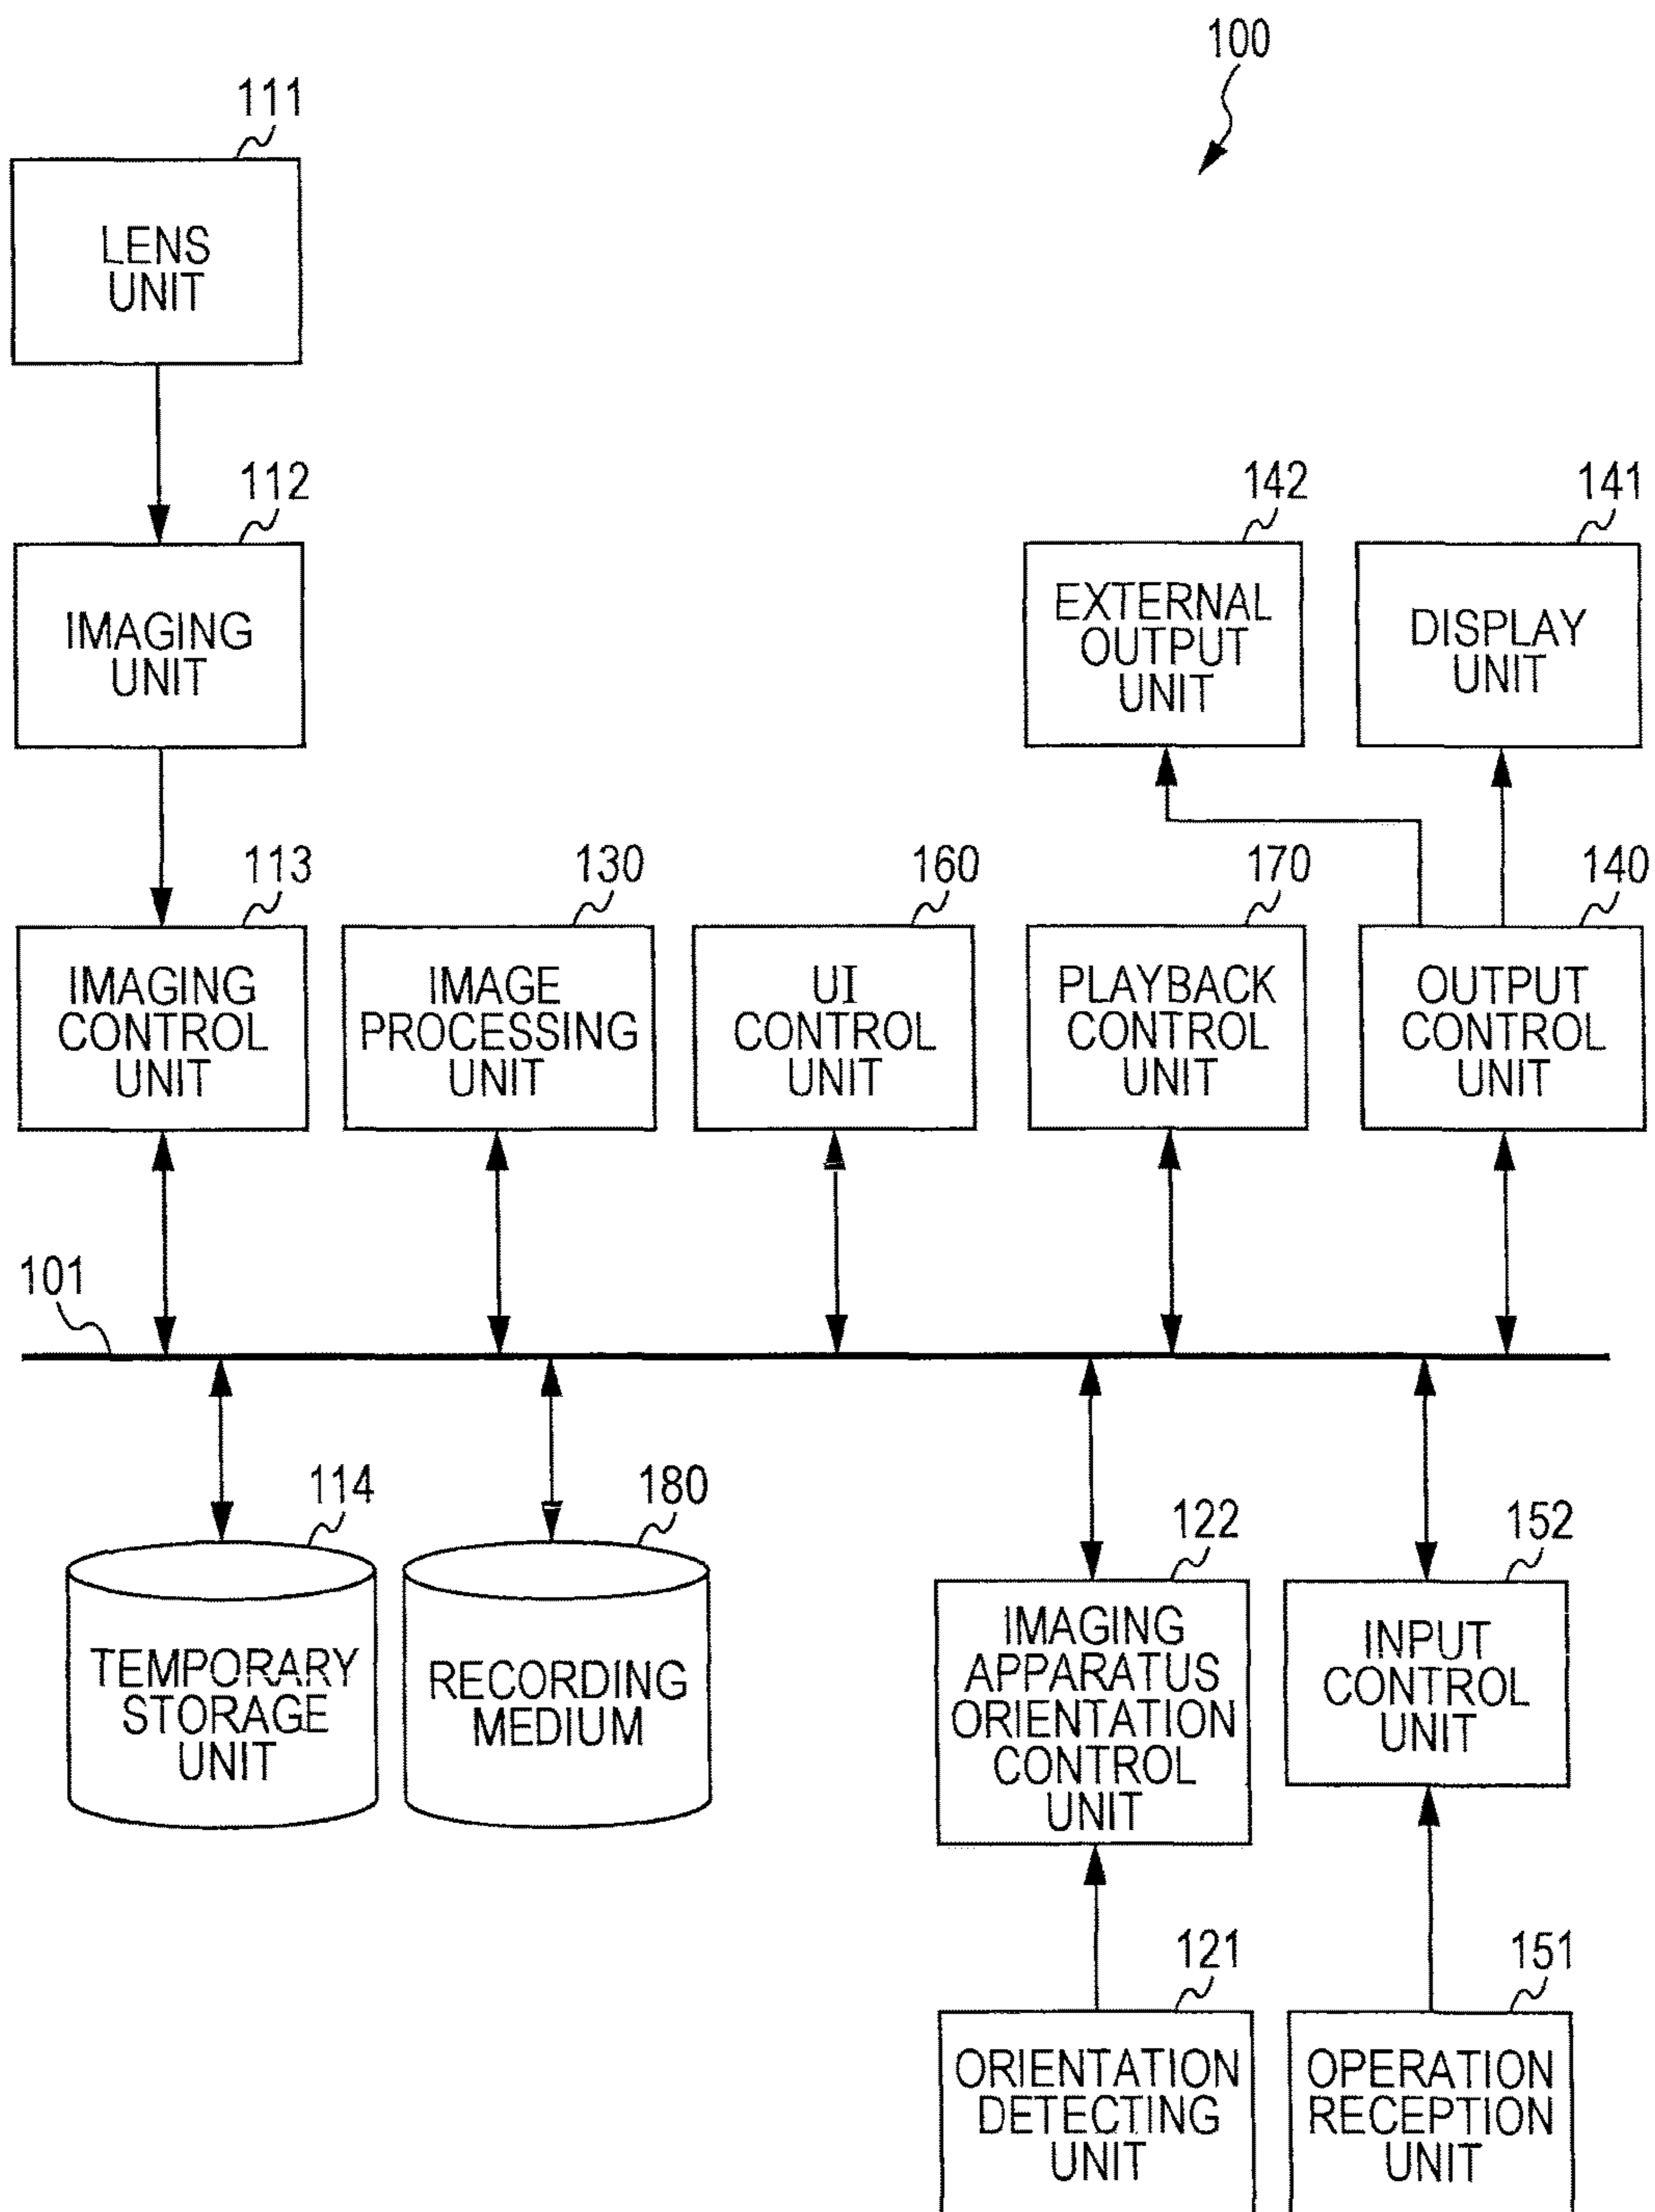 100
111
LENS
UNIT
112
IMAGING
UNIT
142
EXTERNAL
OUTPUT
UNIT
141
DISPLAY
UNIT
113
IMAGING
CONTROL
UNIT
130
IMAGE
PROCESSING
UNIT
160
UI
CONTROL
UNIT
170
PLAYBACK
CONTROL
UNIT
140
OUTPUT
CONTROL
UNIT
101
114
TEMPORARY
STORAGE
UNIT
180
RECORDING
MEDIUM
122
IMAGING
APPARATUS
ORIENTATION
CONTROL
UNIT
152
INPUT
CONTROL
UNIT
121
ORIENTATION
DETECTING
UNIT
151
OPERATION
RECEPTION
UNIT